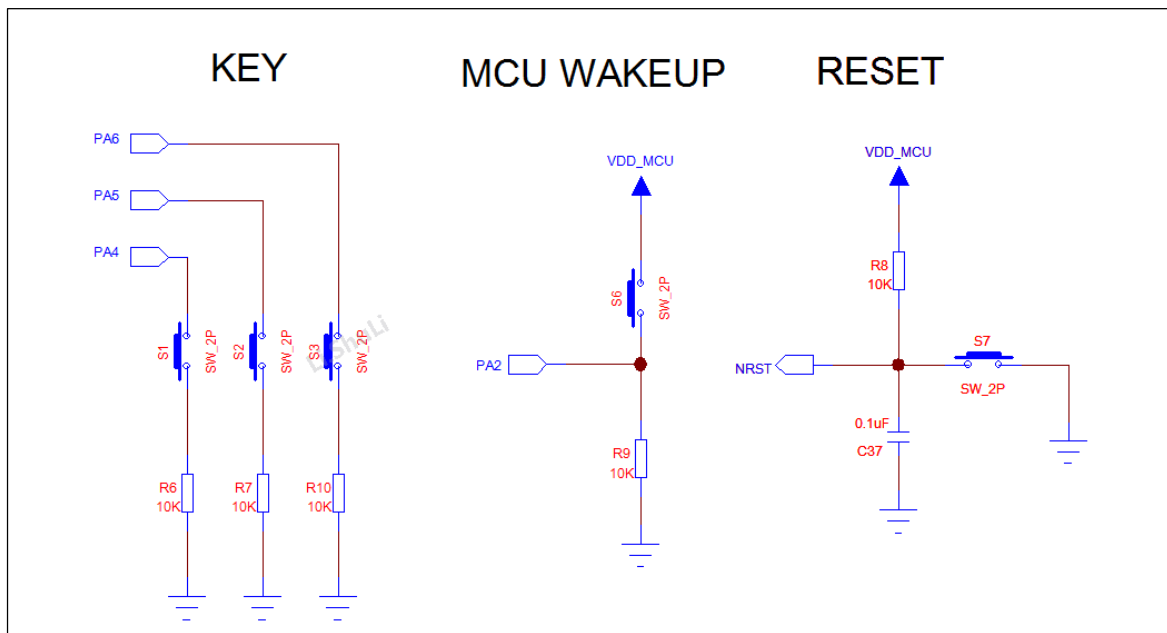 KEY
MCU WAKEUP
RESET
PA6
PA5
PA4
S1
SW_2P
S2
SW_2P
S3
SW_2P
R6
10K
R7
10K
R10
10K
VDD_MCU
S6
SW_2P
PA2
R9
10K
VDD_MCU
R8
10K
NRST
S7
SW_2P
0.1uF
C37